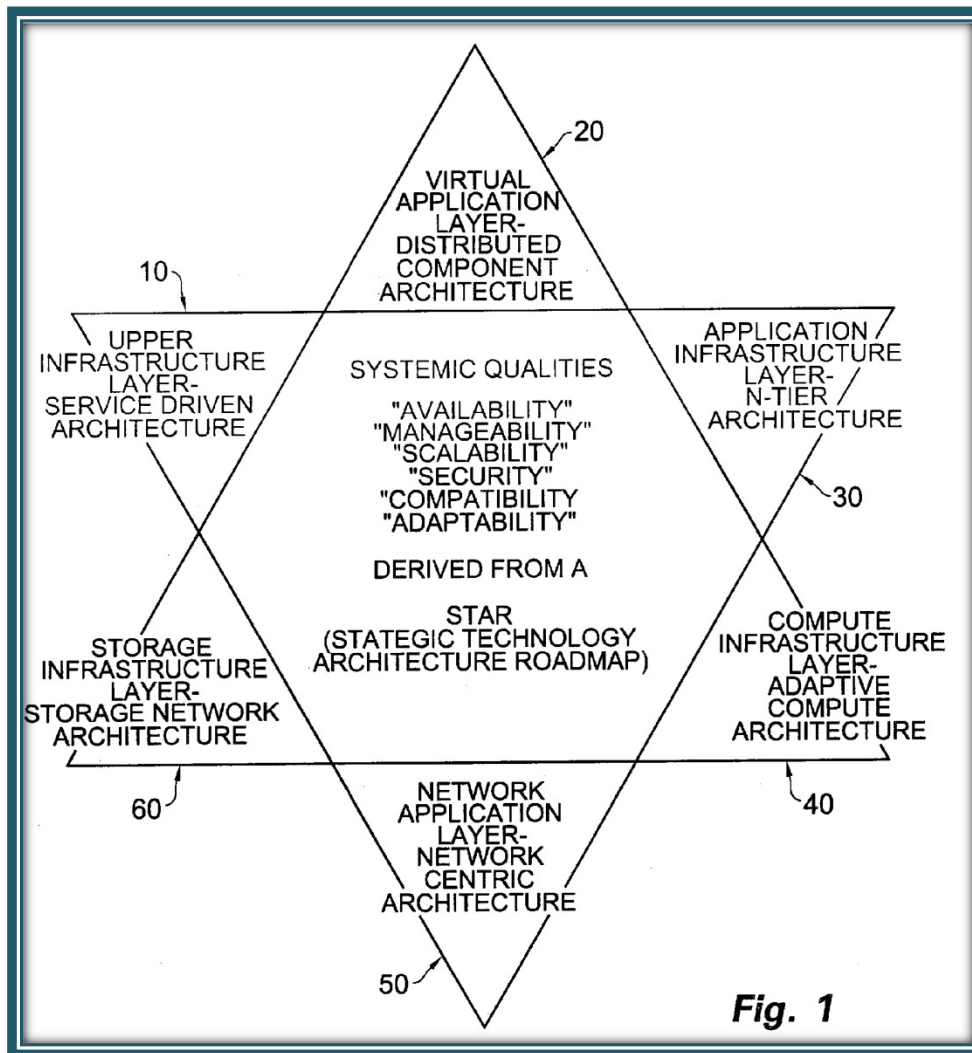 20
VIRTUAL
APPLICATION
LAYER-
DISTRIBUTED
COMPONENT
ARCHITECTURE
10
UPPER
INFRASTRUCTURE
LAYER-
SERVICE DRIVEN
ARCHITECTURE
SYSTEMIC QUALITIES
"AVAILABILITY"
"MANAGEABILITY"
"SCALABILITY"
"SECURITY"
"COMPATIBILITY
"ADAPTABILITY"
DERIVED FROM A
STAR
(STATEGIC TECHNOLOGY
ARCHITECTURE ROADMAP)
APPLICATION
INFRASTRUCTURE
LAYER-
N-TIER
ARCHITECTURE
30
STORAGE
INFRASTRUCTURE
LAYER-
STORAGE NETWORK
ARCHITECTURE
60
COMPUTE
INFRASTRUCTURE
LAYER-
ADAPTIVE
COMPUTE
ARCHITECTURE
40
NETWORK
APPLICATION
LAYER-
NETWORK
CENTRIC
ARCHITECTURE
50
Fig. 1